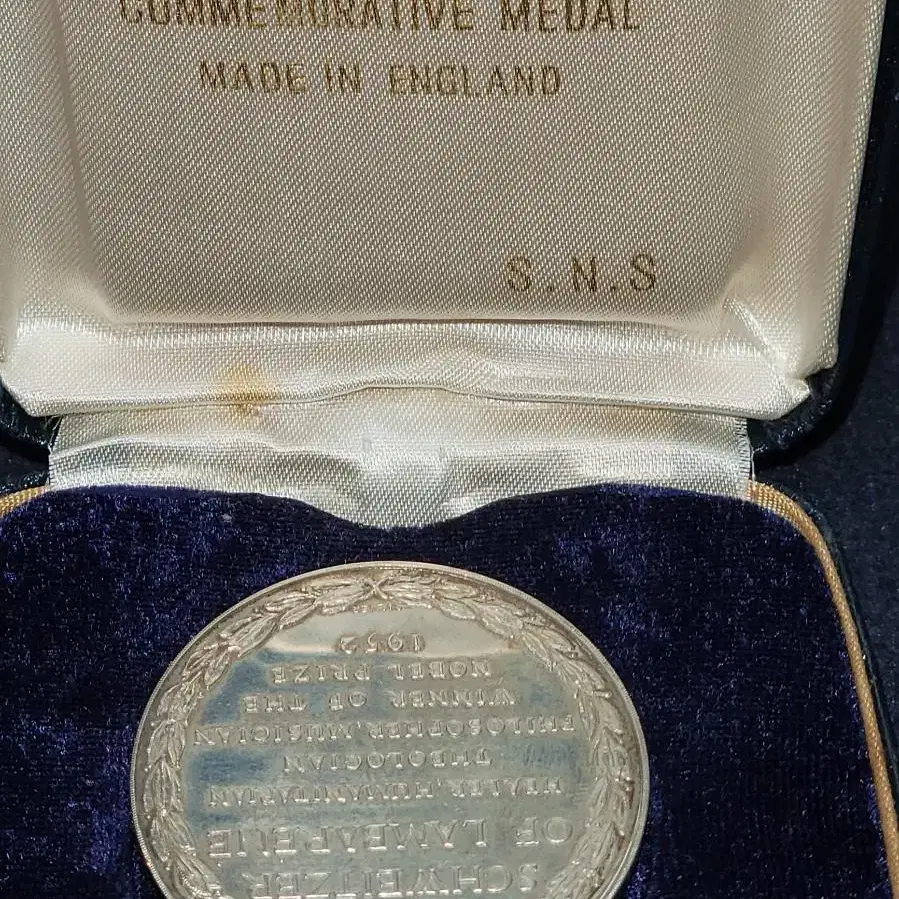 COMMEMORATIVE MEDAL
MADE IN ENGLAND
S.N.S
SCHWEITZER
OF LAMBARENE
HEALER, HUMANITARIAN
THEOLOGIAN
PHILOSOPHER, MUSICIAN
WINNER OF THE
NOBEL PRIZE
1952